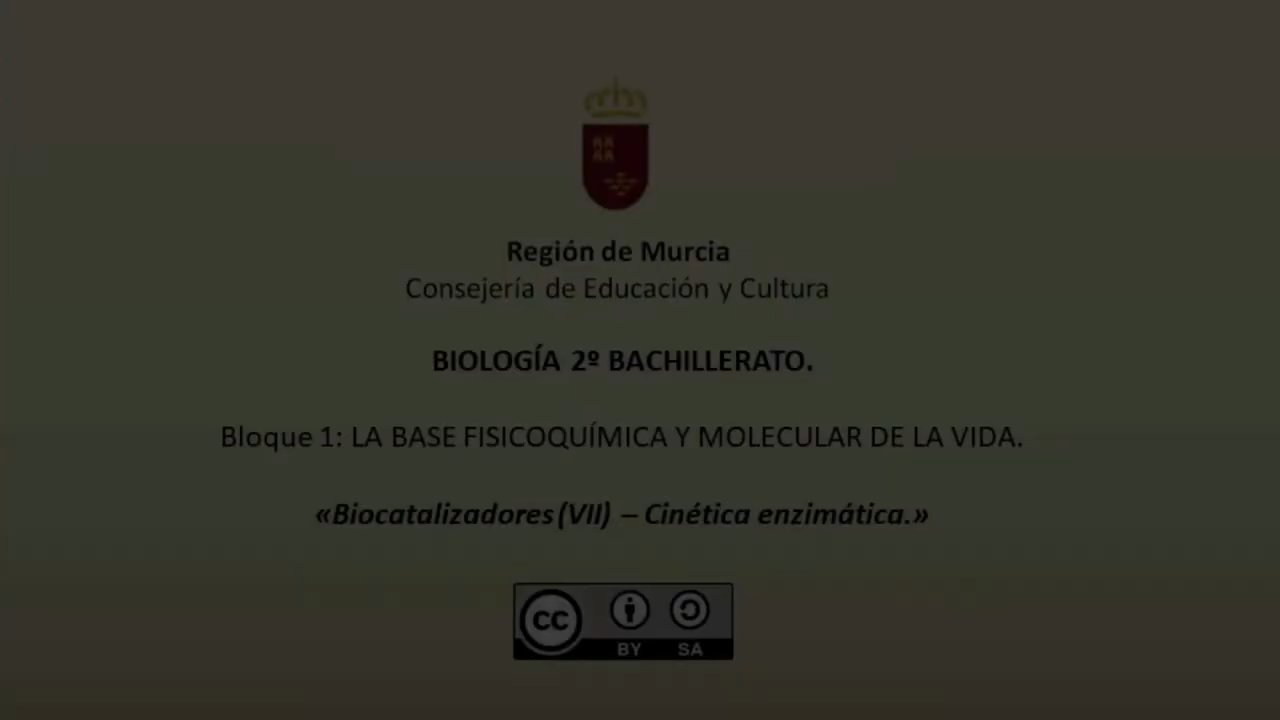 Región de Murcia
Consejería de Educación y Cultura
BIOLOGÍA 2º BACHILLERATO.
Bloque 1: LA BASE FISICOQUÍMICA Y MOLECULAR DE LA VIDA.
«Biocatalizadores (VII) – Cinética enzimática.»
CC BY SA